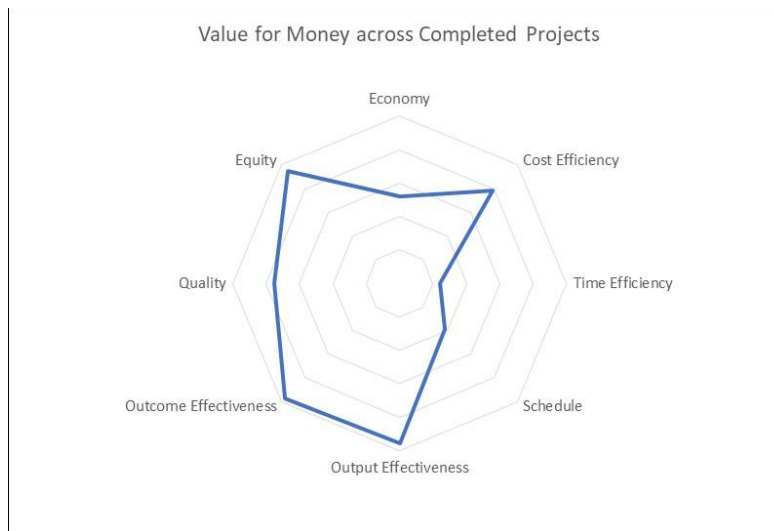 Value for Money across Completed Projects
Economy
Equity
Cost Efficiency
Quality
Time Efficiency
Outcome Effectiveness
Schedule
Output Effectiveness